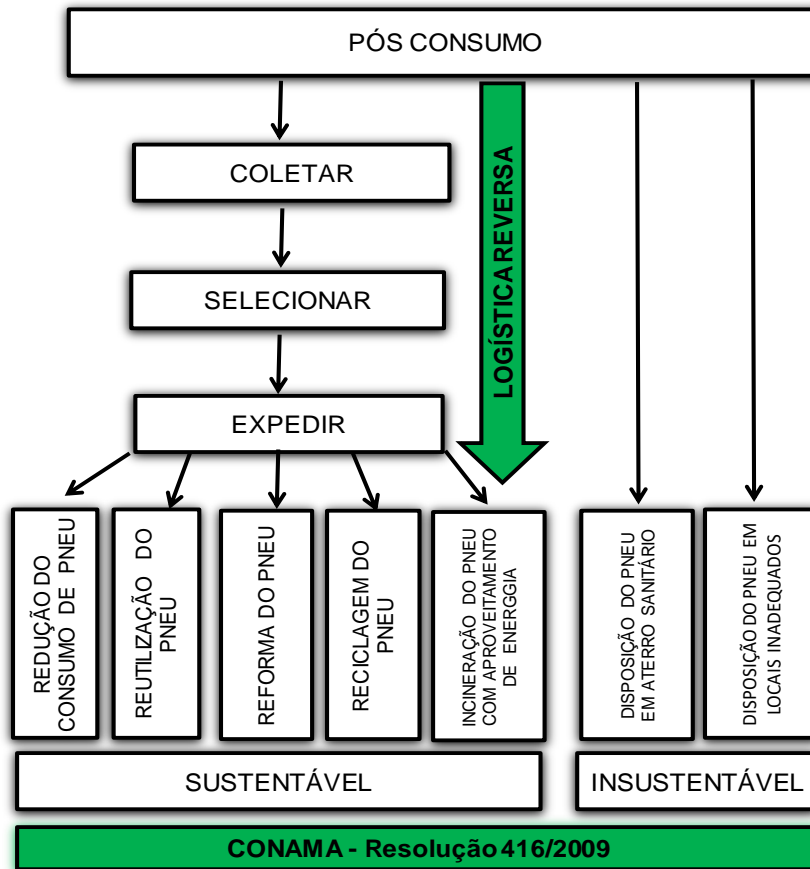 PÓS CONSUMO
COLETAR
SELECIONAR
EXPEDIR
LOGÍSTICA REVERSA
REDUÇÃO DO
CONSUMO DE PNEU
REUTILIZAÇÃO DO
PNEU
REFORMA DO PNEU
RECICLAGEM DO
PNEU
INCINERAÇÃO DO PNEU
COM APROVEITAMENTO
DE ENERGGIA
DISPOSIÇÃO DO PNEU
EM ATERRO SANITÁRIO
DISPOSIÇÃO DO PNEU EM
LOCAIS INADEQUADOS
SUSTENTÁVEL
INSUSTENTÁVEL
CONAMA - Resolução 416/2009